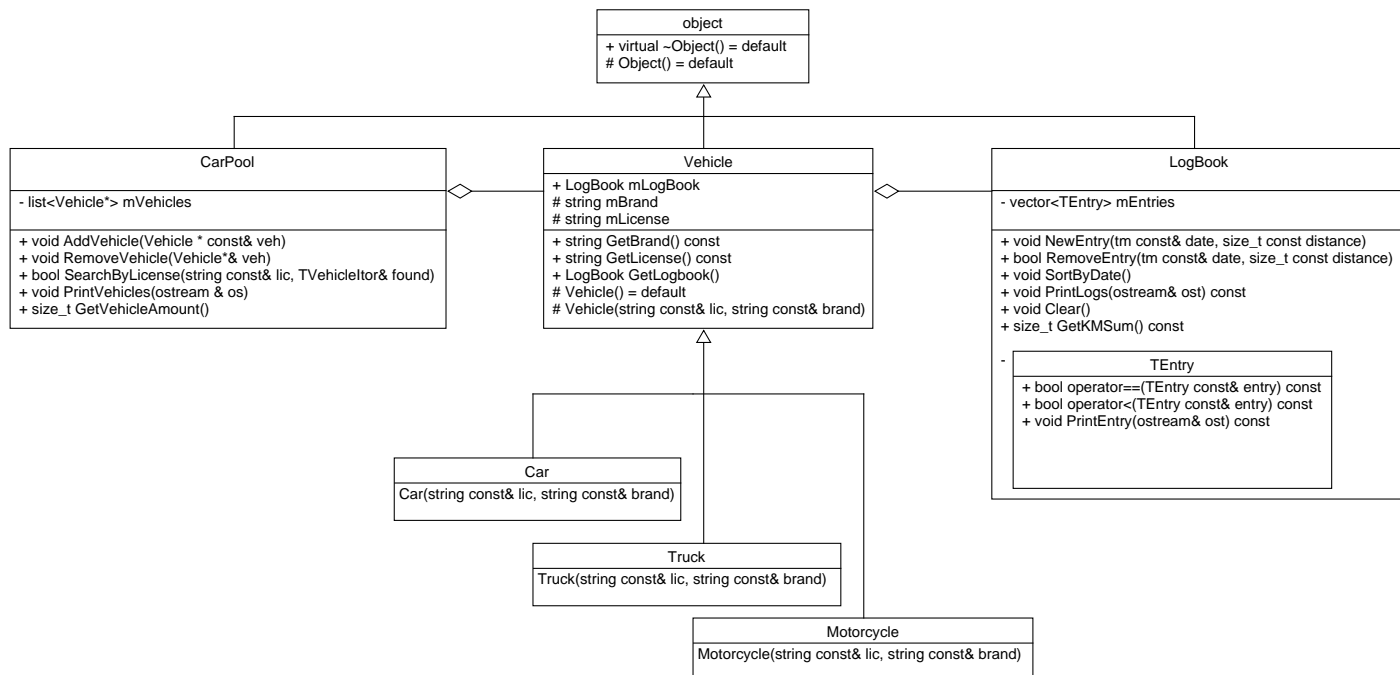 object
+ virtual ~Object() = default
# Object() = default
CarPool
- list<Vehicle*> mVehicles
+ void AddVehicle(Vehicle * const& veh)
+ void RemoveVehicle(Vehicle*& veh)
+ bool SearchByLicense(string const& lic, TVehicleItor& found)
+ void PrintVehicles(ostream & os)
+ size_t GetVehicleAmount()
Vehicle
+ LogBook mLogBook
# string mBrand
# string mLicense
+ string GetBrand() const
+ string GetLicense() const
+ LogBook GetLogbook()
# Vehicle() = default
# Vehicle(string const& lic, string const& brand)
LogBook
- vector<TEntry> mEntries
+ void NewEntry(tm const& date, size_t const distance)
+ bool RemoveEntry(tm const& date, size_t const distance)
+ void SortByDate()
+ void PrintLogs(ostream& ost) const
+ void Clear()
+ size_t GetKMSum() const
-
TEntry
+ bool operator==(TEntry const& entry) const
+ bool operator<(TEntry const& entry) const
+ void PrintEntry(ostream& ost) const
Car
Car(string const& lic, string const& brand)
Truck
Truck(string const& lic, string const& brand)
Motorcycle
Motorcycle(string const& lic, string const& brand)